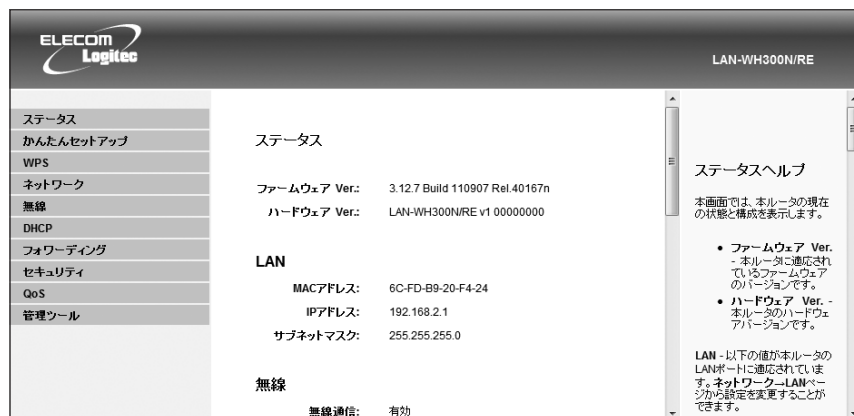 ELECOM
Logitec
LAN-WH300N/RE
ステータス
かんたんセットアップ
WPS
ネットワーク
無線
DHCP
フォワーディング
セキュリティ
QoS
管理ツール
ステータス
ファームウェア Ver.: 3.12.7 Build 110907 Rel.40167n
ハードウェア Ver.: LAN-WH300N/RE v1 00000000
LAN
MACアドレス: 6C-FD-B9-20-F4-24
IPアドレス: 192.168.2.1
サブネットマスク: 255.255.255.0
無線
無線通信: 有効
ステータスヘルプ
本画面では、本ルータの現在
の状態と構成を表示します。
• ファームウェア Ver.
- 本ルータに適応され
ているファームウェア
のバージョンです。
• ハードウェア Ver. -
本ルータのハードウェ
アバージョンです。
LAN - 以下の値が本ルータの
LANポートに適応されていま
す。ネットワーク→LANペー
ジから設定を変更することが
できます。